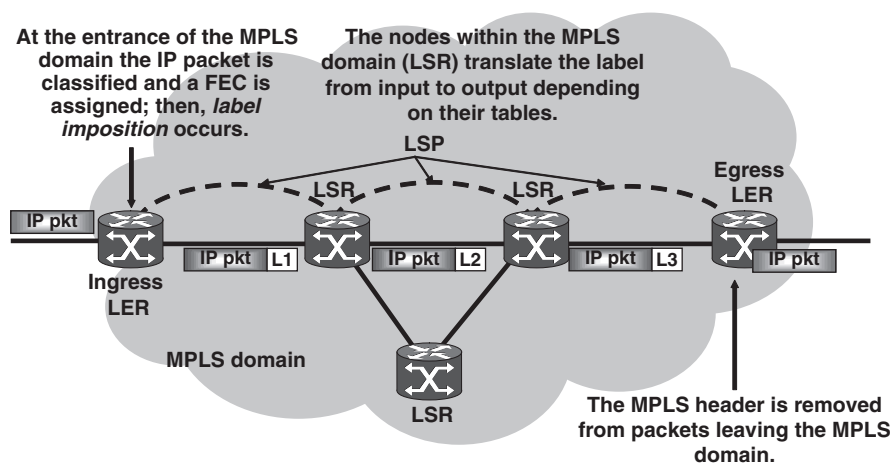 At the entrance of the MPLS
domain the IP packet is
classified and a FEC is
assigned; then, label
imposition occurs.
The nodes within the MPLS
domain (LSR) translate the label
from input to output depending
on their tables.
LSP
LSR
LSR
Egress
LER
IP pkt
IP pkt L1
IP pkt L2
IP pkt L3
IP pkt
Ingress
LER
MPLS domain
LSR
The MPLS header is removed
from packets leaving the MPLS
domain.